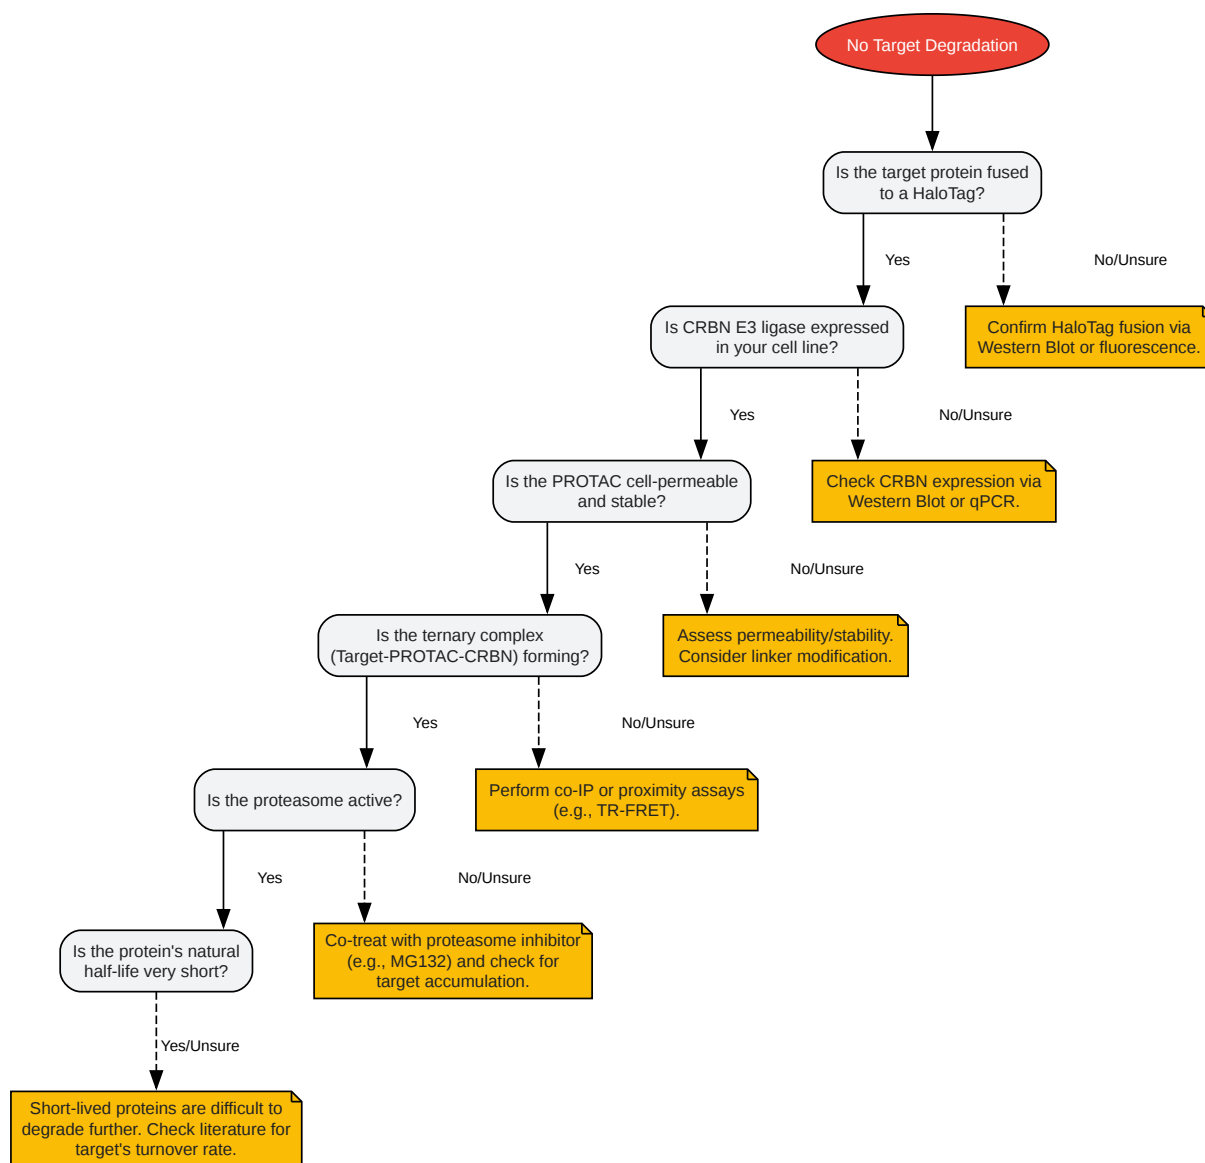 No Target Degradation
Is the target protein fused
to a HaloTag?
Yes
No/Unsure
Is CRBN E3 ligase expressed
in your cell line?
Confirm HaloTag fusion via
Western Blot or fluorescence.
Yes
No/Unsure
Is the PROTAC cell-permeable
and stable?
Check CRBN expression via
Western Blot or qPCR.
Yes
No/Unsure
Is the ternary complex
(Target-PROTAC-CRBN) forming?
Assess permeability/stability.
Consider linker modification.
Yes
No/Unsure
Is the proteasome active?
Perform co-IP or proximity assays
(e.g., TR-FRET).
Yes
No/Unsure
Is the protein's natural
half-life very short?
Co-treat with proteasome inhibitor
(e.g., MG132) and check for
target accumulation.
Yes/Unsure
Short-lived proteins are difficult to
degrade further. Check literature for
target's turnover rate.